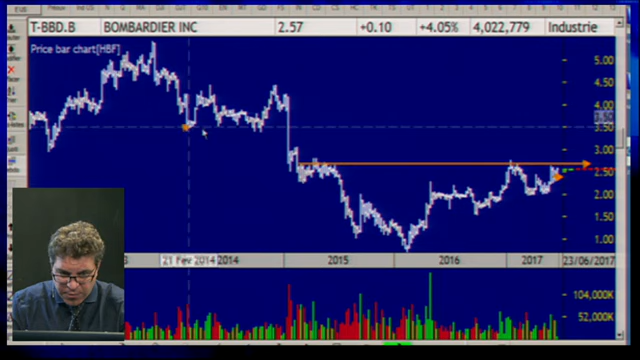 T-BBD.B BOMBARDIER INC 2.57 +0.10 +4.05% 4,022,779 Industrie
Price bar chart[HBF]
5.00
4.50
4.00
3.50
3.50
2.50
2.00
1.50
1.00
21 Fev 2014 2014 2015 2016 2017 23/06/2017
104,000K
52,000K